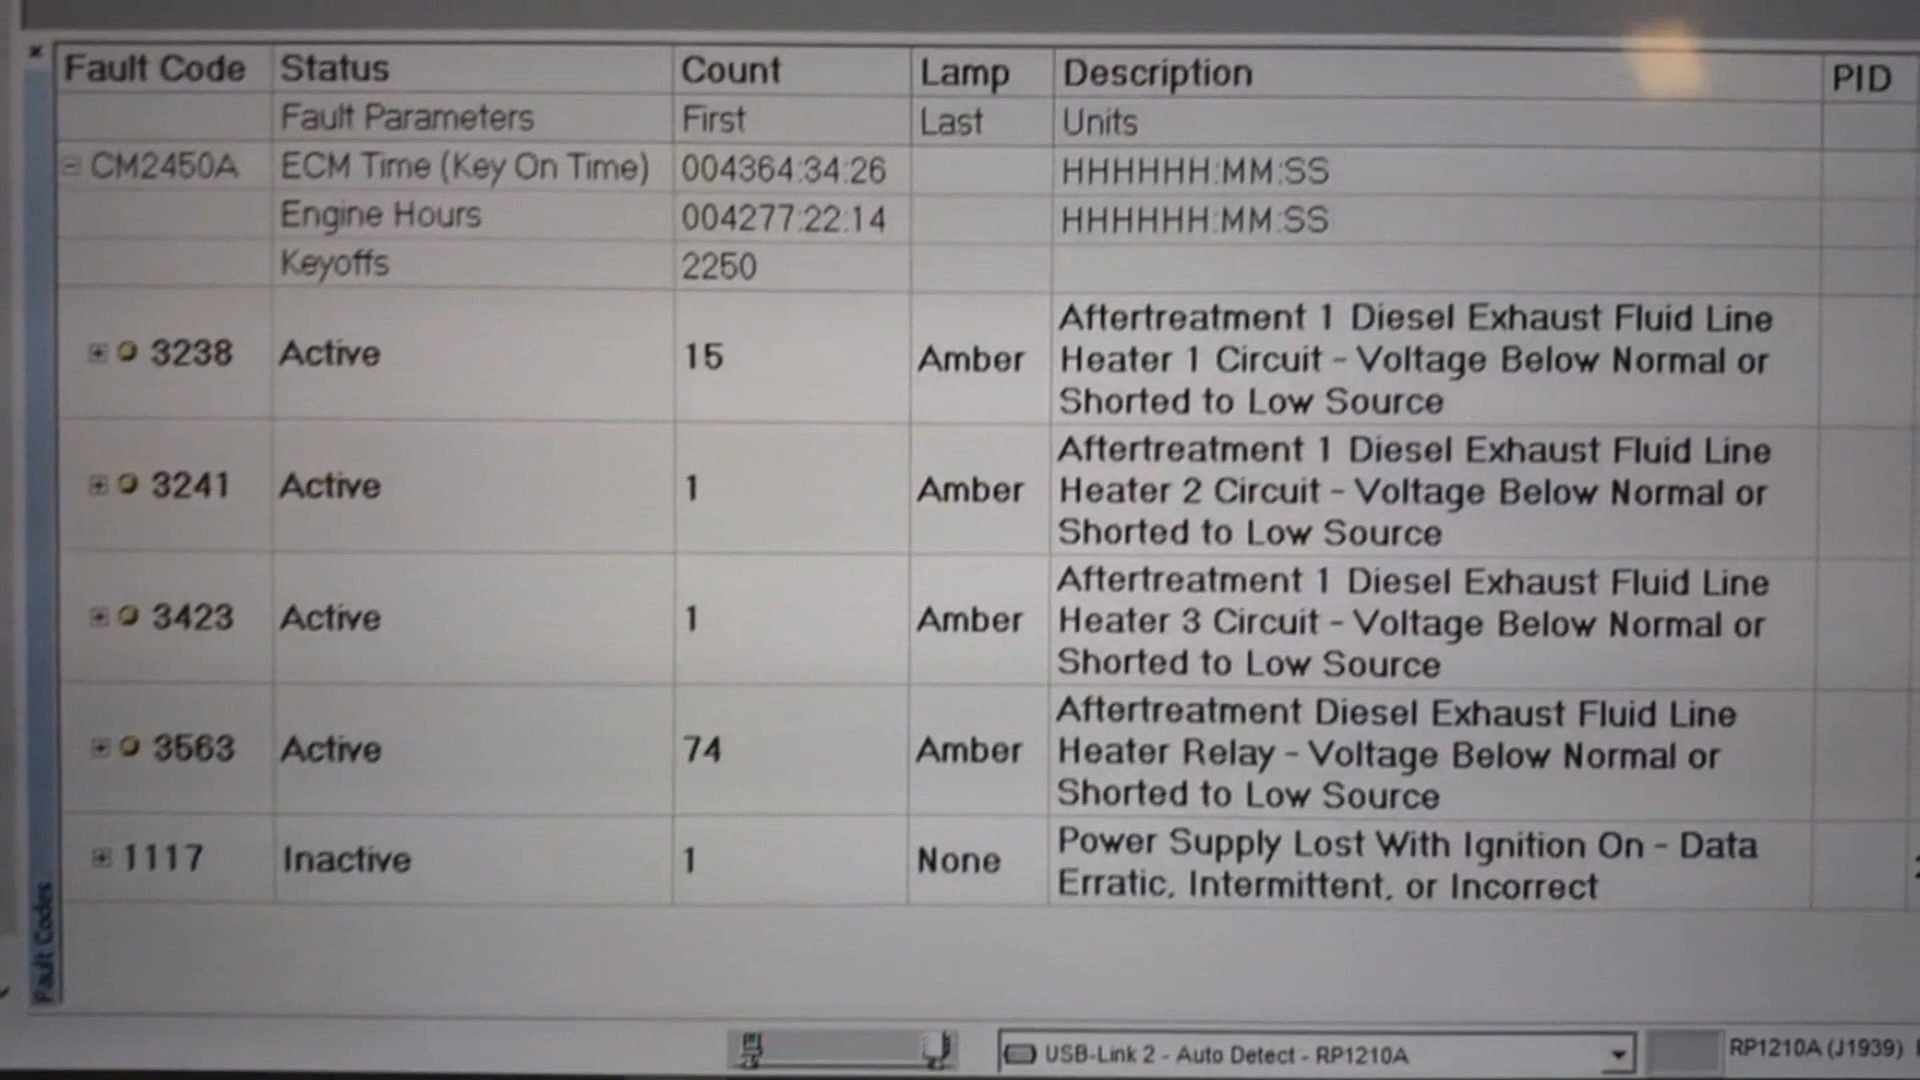 Fault Code Status Count Lamp Description PID
Fault Parameters First Last Units
CM2450A ECM Time (Key On Time) 004364:34:26 HHHHHH:MM:SS
Engine Hours 004277:22:14 HHHHHH:MM:SS
Keyoffs 2250
3238 Active 15 Amber Aftertreatment 1 Diesel Exhaust Fluid Line
Heater 1 Circuit - Voltage Below Normal or
Shorted to Low Source
3241 Active 1 Amber Aftertreatment 1 Diesel Exhaust Fluid Line
Heater 2 Circuit - Voltage Below Normal or
Shorted to Low Source
3423 Active 1 Amber Aftertreatment 1 Diesel Exhaust Fluid Line
Heater 3 Circuit - Voltage Below Normal or
Shorted to Low Source
3563 Active 74 Amber Aftertreatment Diesel Exhaust Fluid Line
Heater Relay - Voltage Below Normal or
Shorted to Low Source
1117 Inactive 1 None Power Supply Lost With Ignition On - Data
Erratic, Intermittent, or Incorrect
Fault Codes
USB-Link 2 - Auto Detect - RP1210A
RP1210A (J1939)